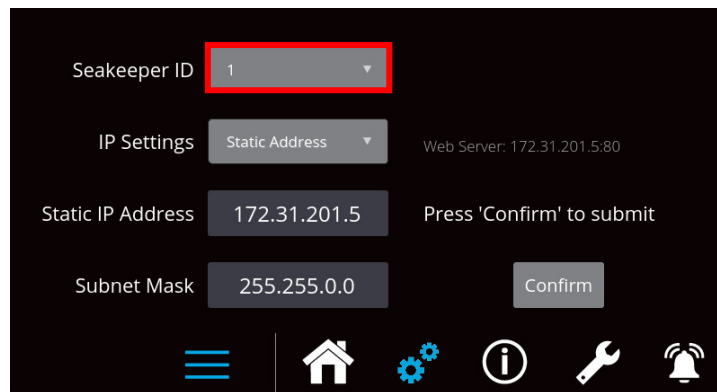 Seakeeper ID 1
IP Settings Static Address Web Server: 172.31.201.5:80
Static IP Address 172.31.201.5 Press 'Confirm' to submit
Subnet Mask 255.255.0.0 Confirm